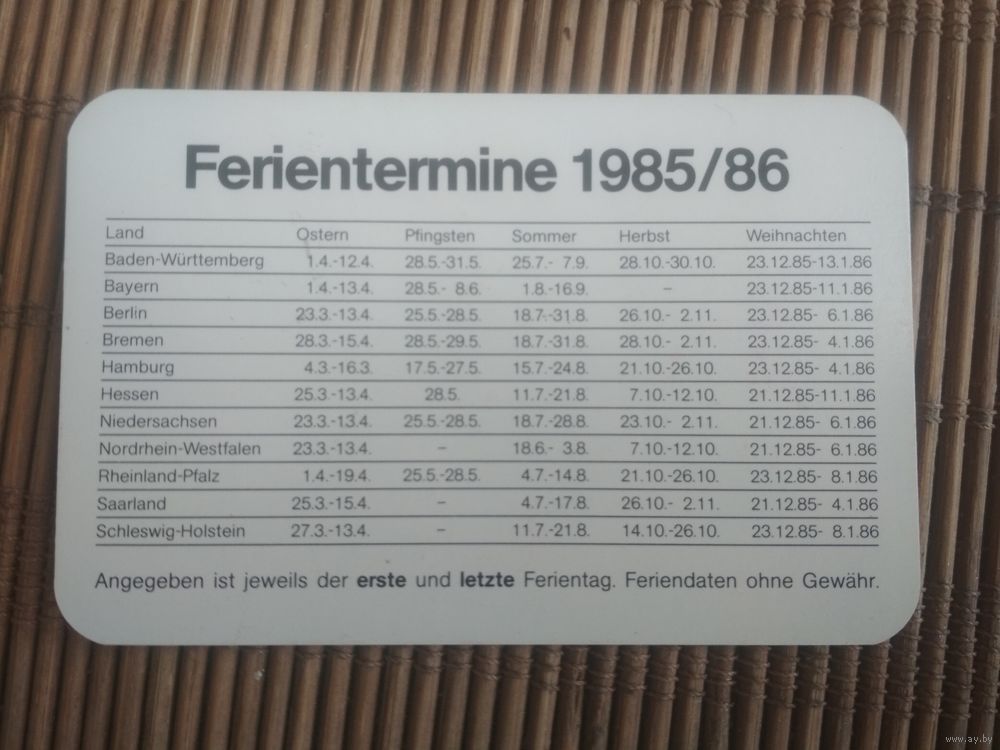 Ferientermine 1985/86
Land Ostern Pfingsten Sommer Herbst Weihnachten
Baden-Württemberg 1.4.-12.4. 28.5.-31.5. 25.7.- 7.9. 28.10.-30.10. 23.12.85-13.1.86
Bayern 1.4.-13.4. 28.5.- 8.6. 1.8.-16.9. – 23.12.85-11.1.86
Berlin 23.3.-13.4. 25.5.-28.5. 18.7.-31.8. 26.10.- 2.11. 23.12.85- 6.1.86
Bremen 28.3.-15.4. 28.5.-29.5. 18.7.-31.8. 28.10.- 2.11. 23.12.85- 4.1.86
Hamburg 4.3.-16.3. 17.5.-27.5. 15.7.-24.8. 21.10.-26.10. 23.12.85- 4.1.86
Hessen 25.3.-13.4. 28.5. 11.7.-21.8. 7.10.-12.10. 21.12.85-11.1.86
Niedersachsen 23.3.-13.4. 25.5.-28.5. 18.7.-28.8. 23.10.- 2.11. 21.12.85- 6.1.86
Nordrhein-Westfalen 23.3.-13.4. – 18.6.- 3.8. 7.10.-12.10. 21.12.85- 6.1.86
Rheinland-Pfalz 1.4.-19.4. 25.5.-28.5. 4.7.-14.8. 21.10.-26.10. 23.12.85- 8.1.86
Saarland 25.3.-15.4. – 4.7.-17.8. 26.10.- 2.11. 21.12.85- 4.1.86
Schleswig-Holstein 27.3.-13.4. – 11.7.-21.8. 14.10.-26.10. 23.12.85- 8.1.86
Angegeben ist jeweils der erste und letzte Ferientag. Feriendaten ohne Gewähr.
www.ay.by